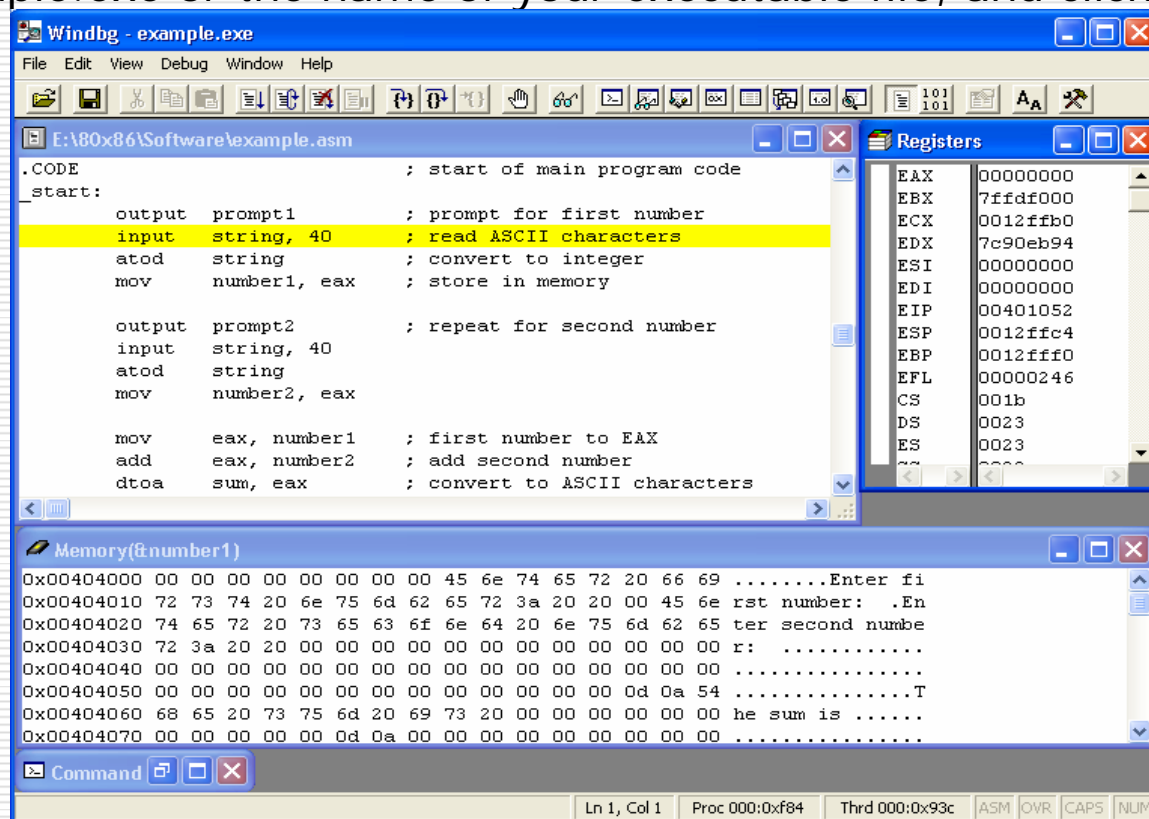 Windbg - example.exe
File Edit View Debug Window Help
E:\80x86\Software\example.asm
.CODE ; start of main program code
_start:
output prompt1 ; prompt for first number
input string, 40 ; read ASCII characters
atod string ; convert to integer
mov number1, eax ; store in memory
output prompt2 ; repeat for second number
input string, 40
atod string
mov number2, eax
mov eax, number1 ; first number to EAX
add eax, number2 ; add second number
dtoa sum, eax ; convert to ASCII characters
Registers
EAX 00000000
EBX 7ffdf000
ECX 0012ffb0
EDX 7c90eb94
ESI 00000000
EDI 00000000
EIP 00401052
ESP 0012ffc4
EBP 0012fff0
EFL 00000246
CS 001b
DS 0023
ES 0023
Memory(&number1)
0x00404000 00 00 00 00 00 00 00 00 45 6e 74 65 72 20 66 69 ........Enter fi
0x00404010 72 73 74 20 6e 75 6d 62 65 72 3a 20 20 00 45 6e rst number:  .En
0x00404020 74 65 72 20 73 65 63 6f 6e 64 20 6e 75 6d 62 65 ter second numbe
0x00404030 72 3a 20 20 00 00 00 00 00 00 00 00 00 00 00 00 r:  ............
0x00404040 00 00 00 00 00 00 00 00 00 00 00 00 00 00 00 00 ................
0x00404050 00 00 00 00 00 00 00 00 00 00 00 00 00 0d 0a 54 ...............T
0x00404060 68 65 20 73 75 6d 20 69 73 20 00 00 00 00 00 00 he sum is ......
0x00404070 00 00 00 00 00 0d 0a 00 00 00 00 00 00 00 00 00 ................
Command
Ln 1, Col 1 Proc 000:0xf84 Thrd 000:0x93c ASM OVR CAPS NUM